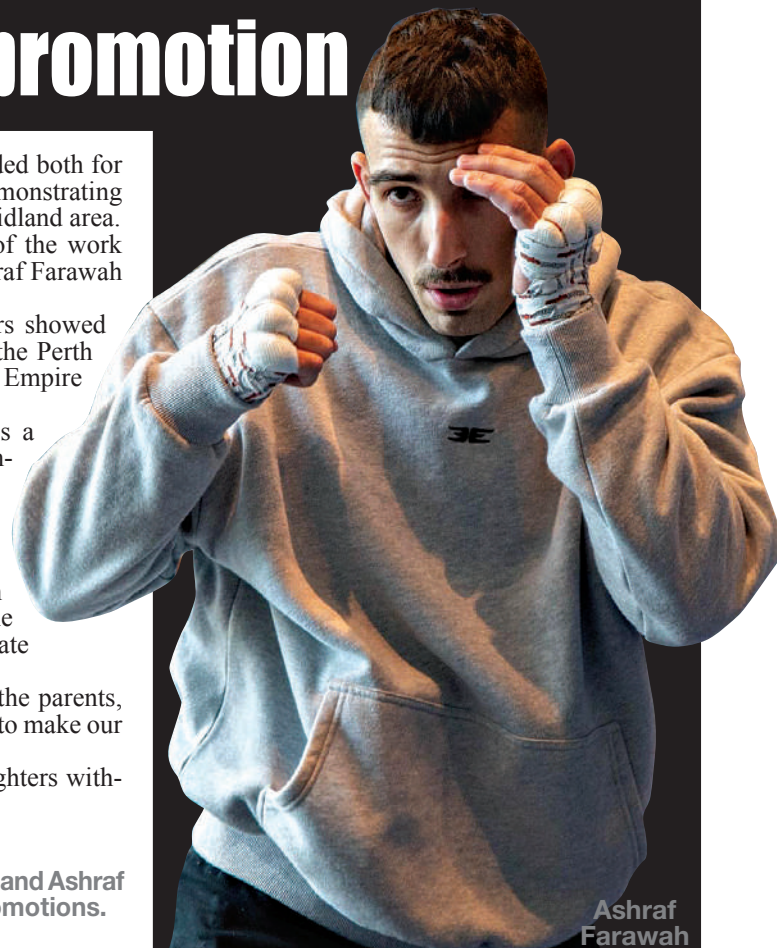 promotion
led both for
monstrating
idland area.
of the work
raf Farawah
rs showed
the Perth
Empire
s a
n-
n
e
ate
the parents,
to make our
ghters with-
and Ashraf
omotions.
Ashraf
Farawah